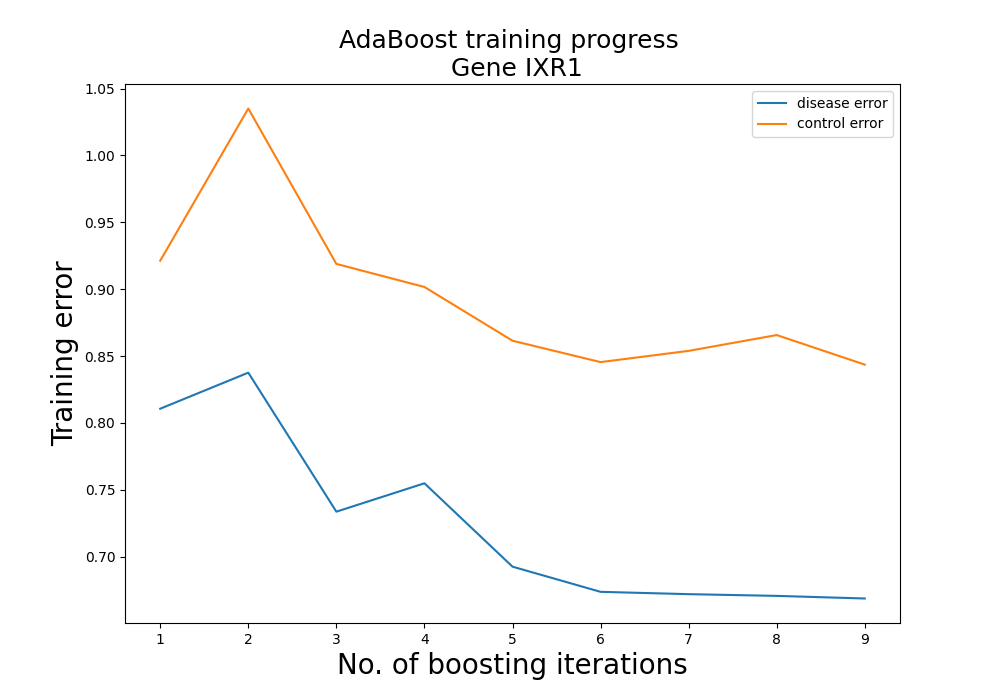 AdaBoost training progress
Gene IXR1
disease error
control error
Training error
1.05
1.00
0.95
0.90
0.85
0.80
0.75
0.70
1 2 3 4 5 6 7 8 9
No. of boosting iterations